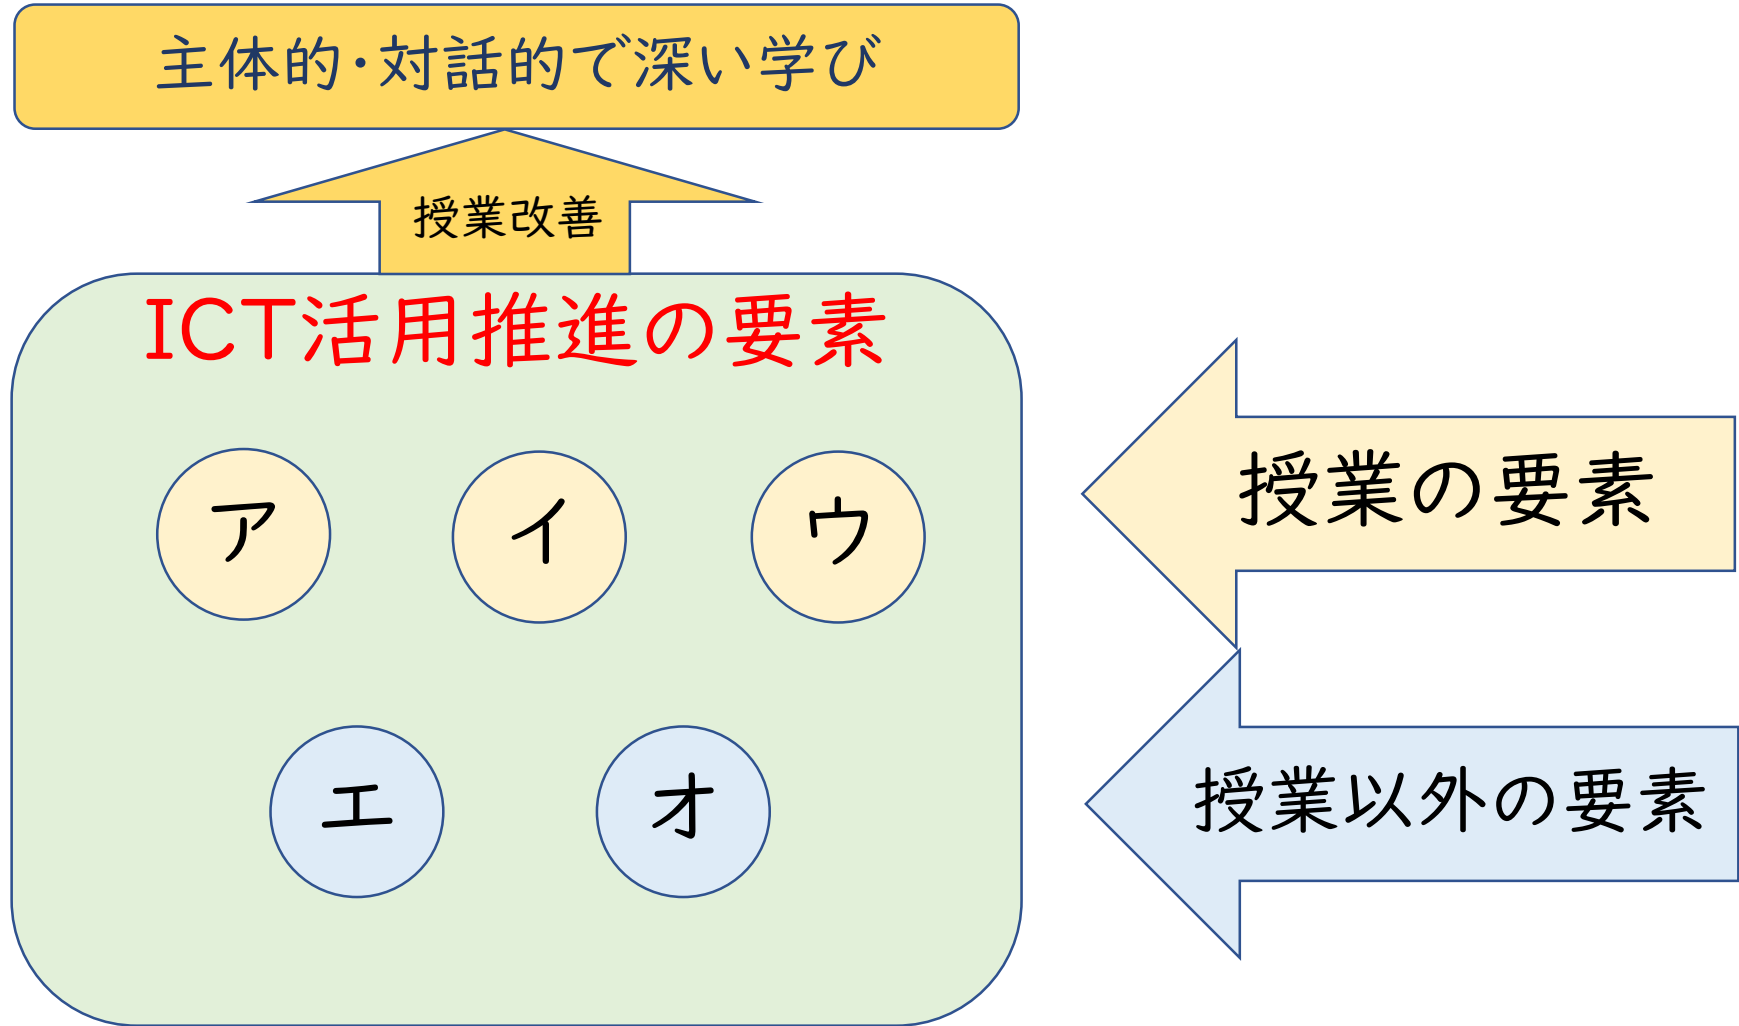 主体的・対話的で深い学び
授業改善
ICT活用推進の要素
ア
イ
ウ
授業の要素
エ
オ
授業以外の要素